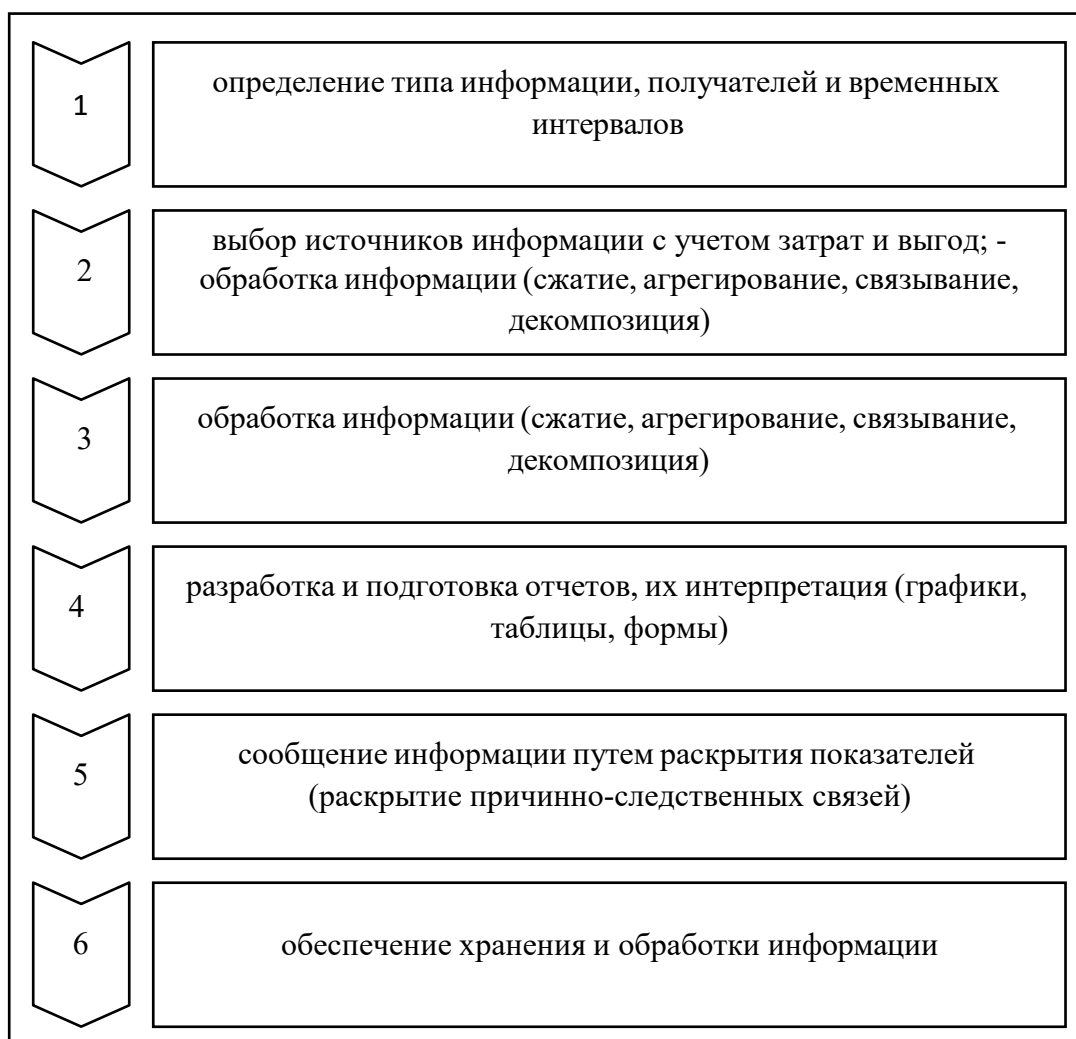 1
определение типа информации, получателей и временных
интервалов
2
выбор источников информации с учетом затрат и выгод; -
обработка информации (сжатие, агрегирование, связывание,
декомпозиция)
3
обработка информации (сжатие, агрегирование, связывание,
декомпозиция)
4
разработка и подготовка отчетов, их интерпретация (графики,
таблицы, формы)
5
сообщение информации путем раскрытия показателей
(раскрытие причинно-следственных связей)
6
обеспечение хранения и обработки информации